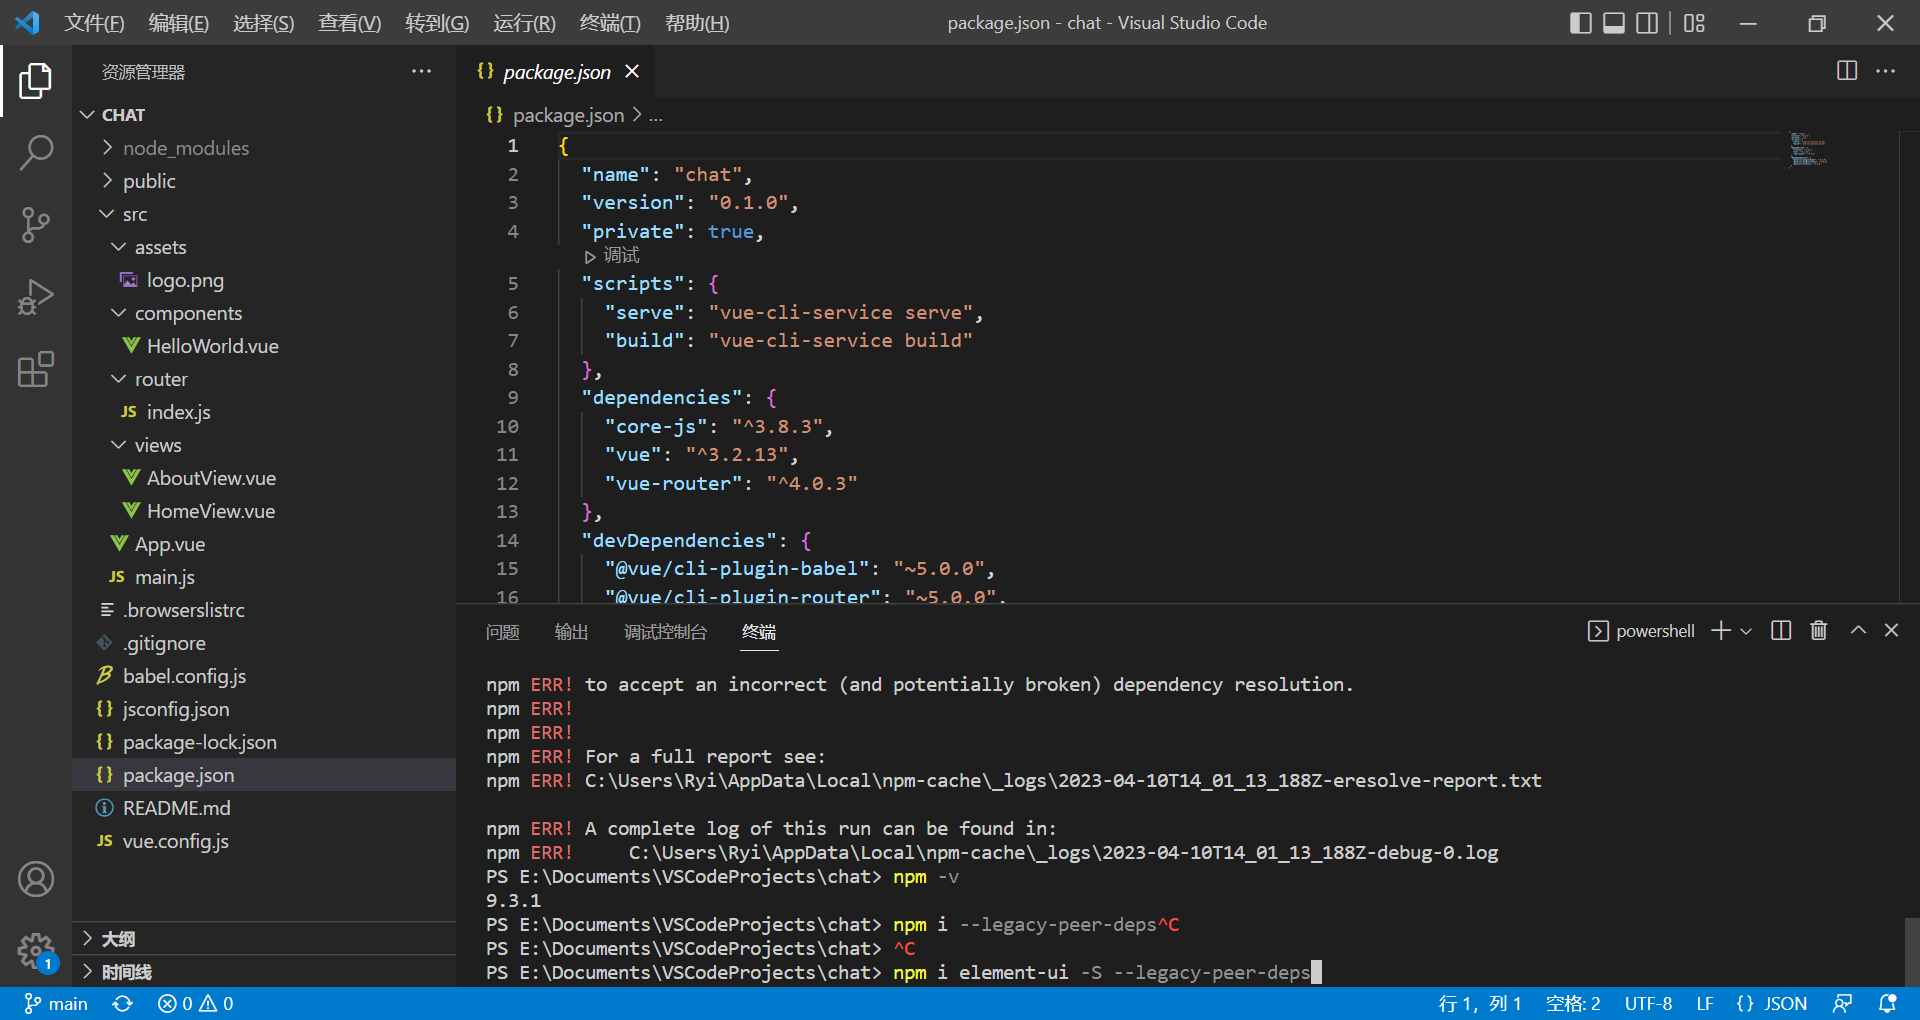 文件(F) 编辑(E) 选择(S) 查看(V) 转到(G) 运行(R) 终端(T) 帮助(H) package.json - chat - Visual Studio Code
资源管理器
CHAT
node_modules
public
src
assets
logo.png
components
HelloWorld.vue
router
JS index.js
views
AboutView.vue
HomeView.vue
App.vue
JS main.js
.browserslistrc
.gitignore
babel.config.js
{} jsconfig.json
{} package-lock.json
{} package.json
README.md
JS vue.config.js
大纲
时间线
1
{} package.json
{} package.json > ...
1 {
2 "name": "chat",
3 "version": "0.1.0",
4 "private": true,
调试
5 "scripts": {
6 "serve": "vue-cli-service serve",
7 "build": "vue-cli-service build"
8 },
9 "dependencies": {
10 "core-js": "^3.8.3",
11 "vue": "^3.2.13",
12 "vue-router": "^4.0.3"
13 },
14 "devDependencies": {
15 "@vue/cli-plugin-babel": "~5.0.0",
16 "@vue/cli-plugin-router": "~5.0.0",
问题 输出 调试控制台 终端 powershell
npm ERR! to accept an incorrect (and potentially broken) dependency resolution.
npm ERR!
npm ERR!
npm ERR! For a full report see:
npm ERR! C:\Users\Ryi\AppData\Local\npm-cache\_logs\2023-04-10T14_01_13_188Z-eresolve-report.txt
npm ERR! A complete log of this run can be found in:
npm ERR!     C:\Users\Ryi\AppData\Local\npm-cache\_logs\2023-04-10T14_01_13_188Z-debug-0.log
PS E:\Documents\VSCodeProjects\chat> npm -v
9.3.1
PS E:\Documents\VSCodeProjects\chat> npm i --legacy-peer-deps^C
PS E:\Documents\VSCodeProjects\chat> ^C
PS E:\Documents\VSCodeProjects\chat> npm i element-ui -S --legacy-peer-deps
main 0 0 行 1，列 1 空格: 2 UTF-8 LF {} JSON